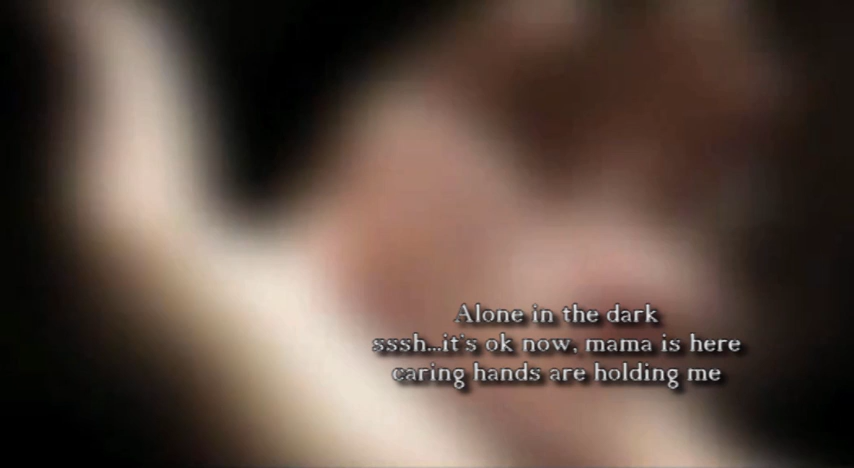 Alone in the dark
sssh...it's ok now, mama is here
caring hands are holding me